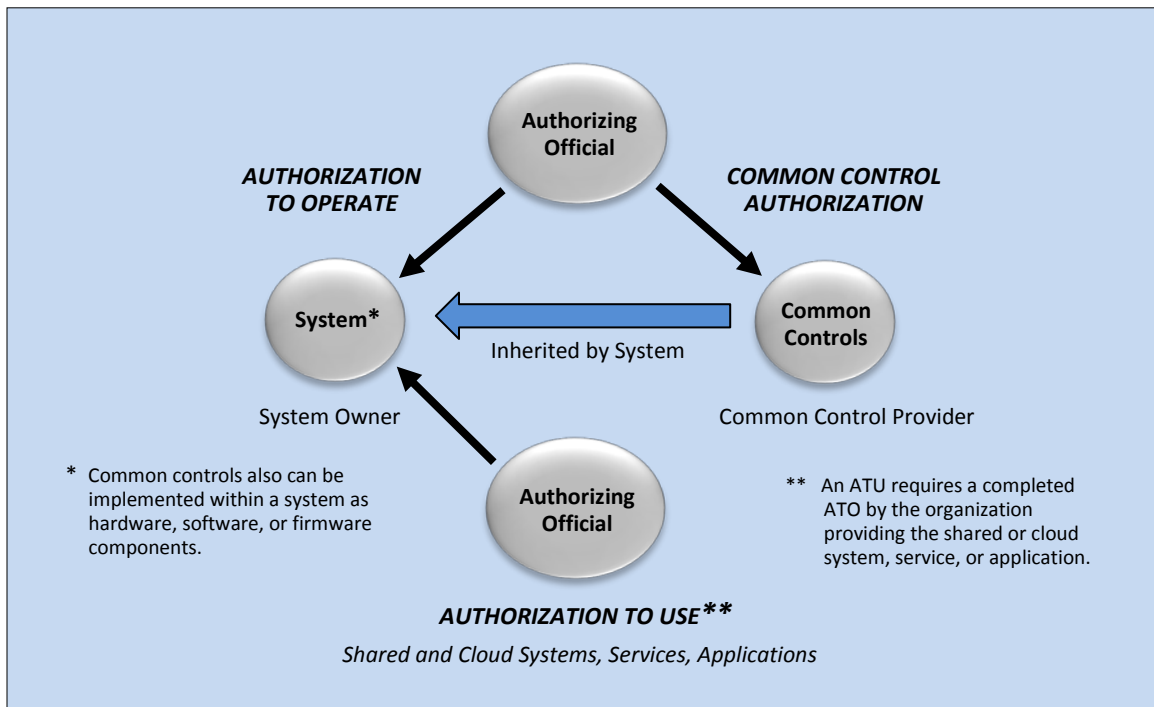 Authorizing
Official
AUTHORIZATION
TO OPERATE
COMMON CONTROL
AUTHORIZATION
System*
Common
Controls
Inherited by System
System Owner
Common Control Provider
* Common controls also can be
implemented within a system as
hardware, software, or firmware
components.
Authorizing
Official
** An ATU requires a completed
ATO by the organization
providing the shared or cloud
system, service, or application.
AUTHORIZATION TO USE**
Shared and Cloud Systems, Services, Applications